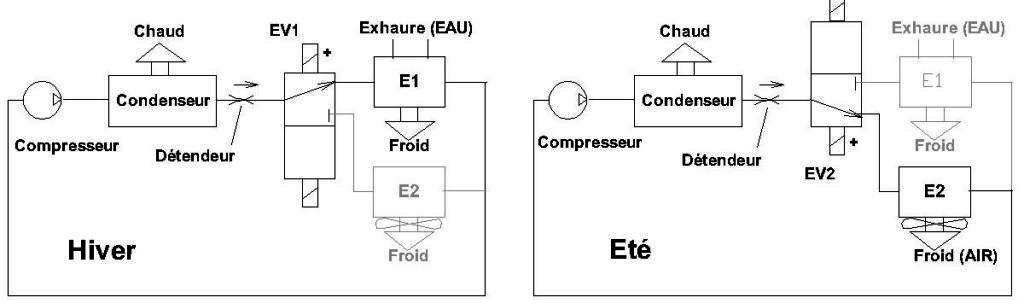 Chaud
EV1
Exhaure (EAU)
+
Condenseur
E1
Compresseur
Détendeur
Froid
E2
Froid
Hiver
Chaud
Exhaure (EAU)
Condenseur
E1
Compresseur
Détendeur
+
Froid
EV2
E2
Froid (AIR)
Eté